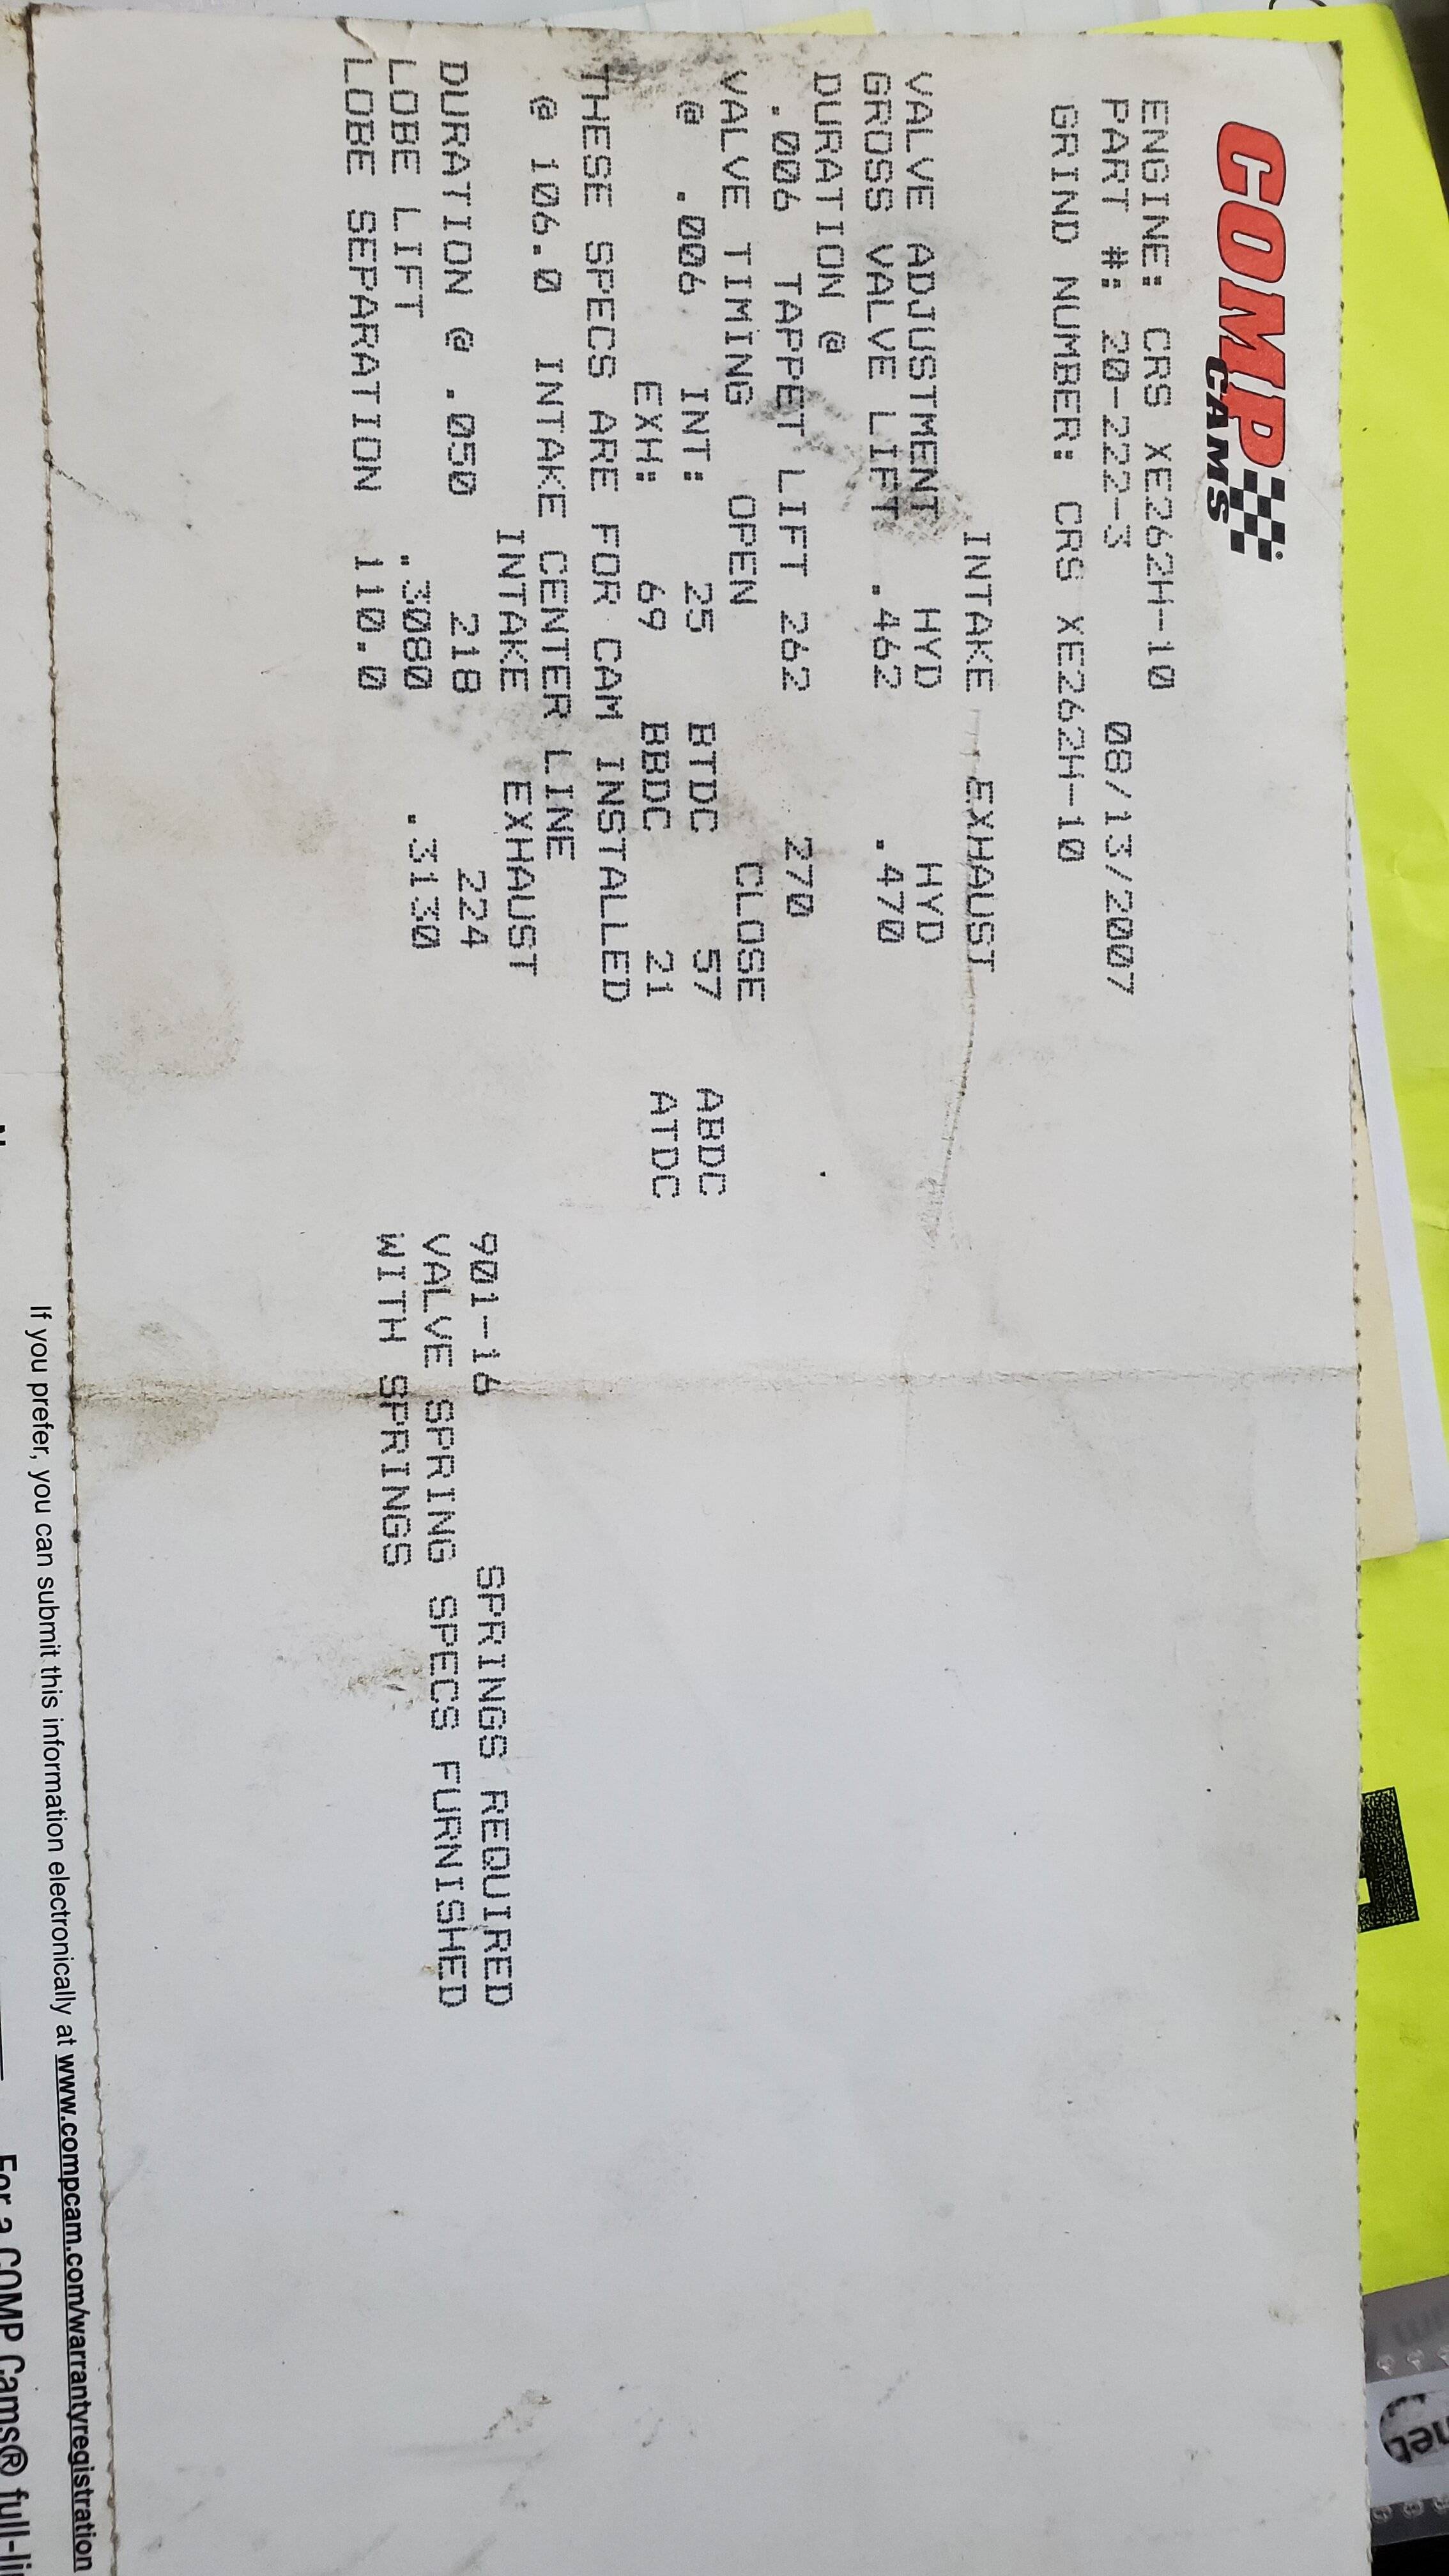 COMP
CAMS
ENGINE: CRS XE262H-10
PART #: 20-222-3 08/13/2007
GRIND NUMBER: CRS XE262H-10
INTAKE EXHAUST
VALVE ADJUSTMENT HYD HYD
GROSS VALVE LIFT .462 .470
DURATION @
.006 TAPPET LIFT 262 270
VALVE TIMING OPEN CLOSE
@ .006 INT: 25 BTDC 57 ABDC
EXH: 69 BBDC 21 ATDC
THESE SPECS ARE FOR CAM INSTALLED
@ 106.0 INTAKE CENTER LINE
INTAKE EXHAUST
DURATION @ .050 218 224
LOBE LIFT .3080 .3130
LOBE SEPARATION 110.0
901-16 SPRINGS REQUIRED
VALVE SPRING SPECS FURNISHED
WITH SPRINGS
If you prefer, you can submit this information electronically at www.compcam.com/warrantyregistration
For a COMP Cams® full-li